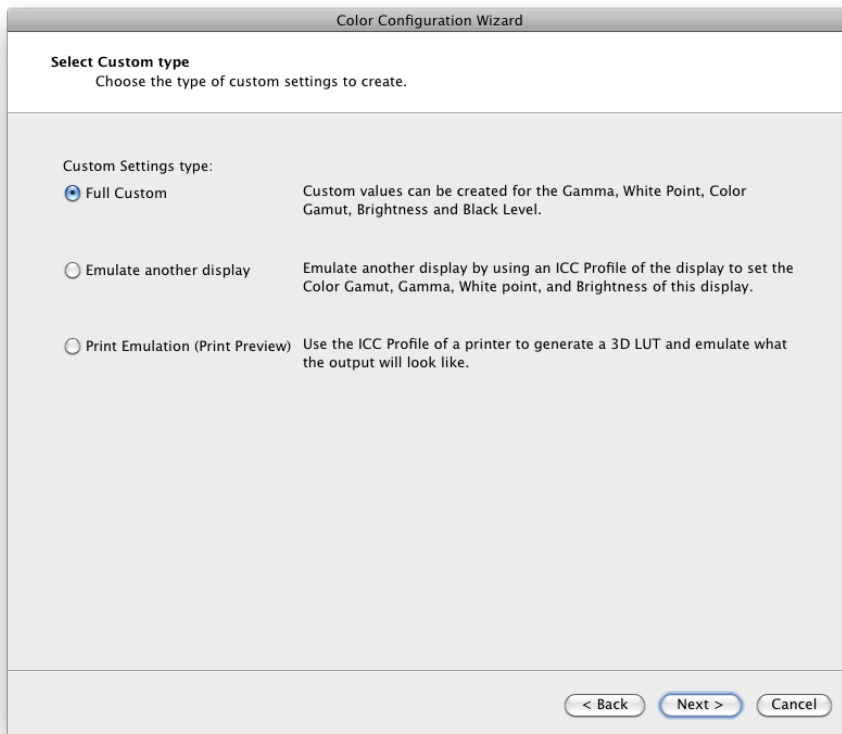 Color Configuration Wizard
Select Custom type
Choose the type of custom settings to create.
Custom Settings type:
Full Custom
Custom values can be created for the Gamma, White Point, Color
Gamut, Brightness and Black Level.
Emulate another display
Emulate another display by using an ICC Profile of the display to set the
Color Gamut, Gamma, White point, and Brightness of this display.
Print Emulation (Print Preview)
Use the ICC Profile of a printer to generate a 3D LUT and emulate what
the output will look like.
< Back
Next >
Cancel